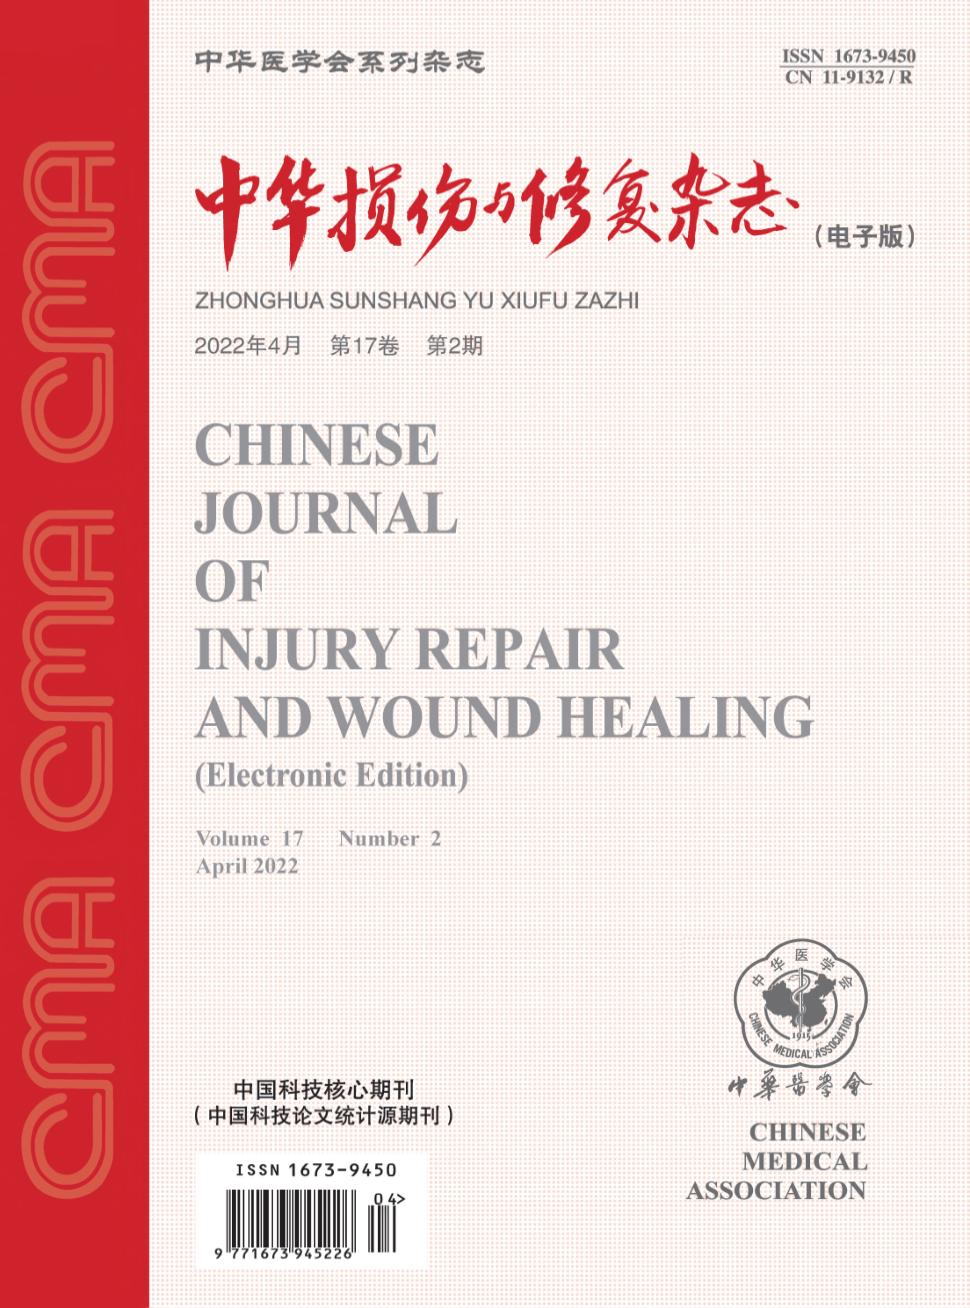 中华医学会系列杂志
ISSN 1673-9450
CN 11-9132 / R
中华损伤与修复杂志
（电子版）
ZHONGHUA SUNSHANG YU XIUFU ZAZHI
2022年4月 第17卷 第2期
CHINESE
JOURNAL
OF
INJURY REPAIR
AND WOUND HEALING
(Electronic Edition)
Volume 17 Number 2
April 2022
CMA CMA CMA
中华医学会
1915
CHINESE MEDICAL ASSOCIATION
中華醫學會
CHINESE
MEDICAL
ASSOCIATION
中国科技核心期刊
（中国科技论文统计源期刊）
ISSN 1673-9450
04>
9 771673 945226